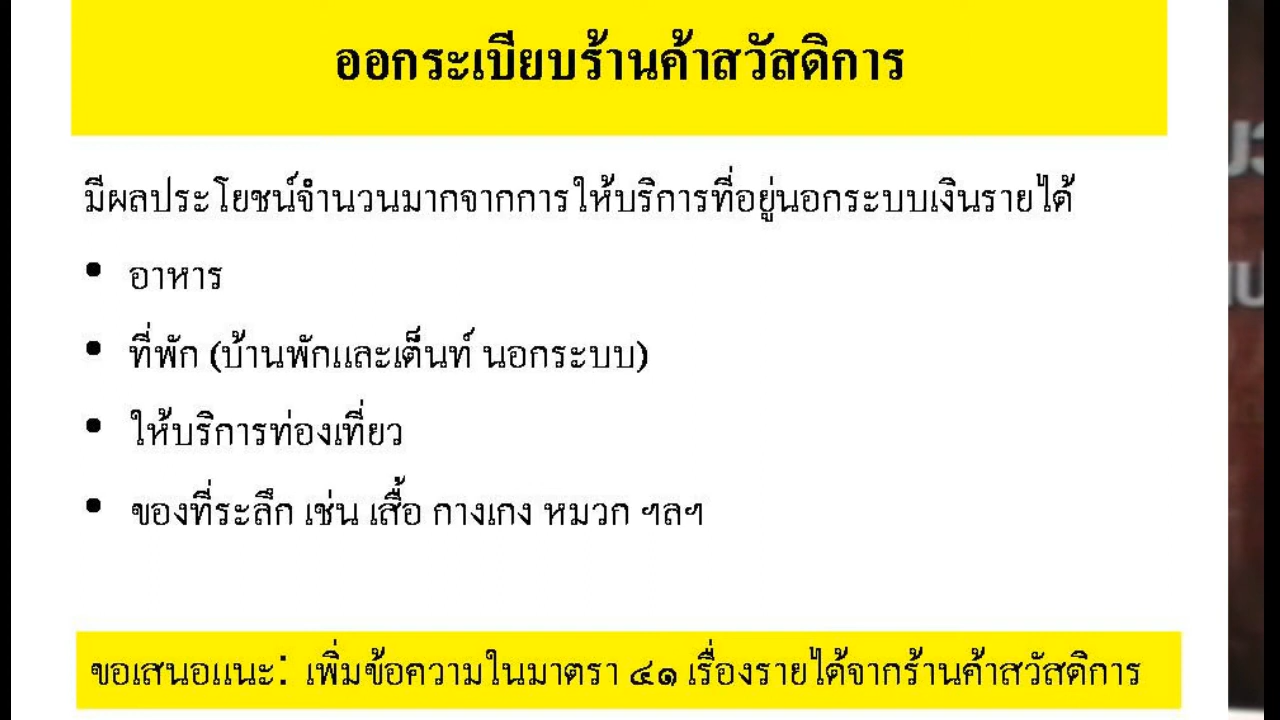 ออกระเบียบร้านค้าสวัสดิการ
มีผลประโยชน์จำนวนมากจากการให้บริการที่อยู่นอกระบบเงินรายได้
• อาหาร
• ที่พัก (บ้านพักและเต็นท์ นอกระบบ)
• ให้บริการท่องเที่ยว
• ของที่ระลึก เช่น เสื้อ กางเกง หมวก ฯลฯ
ขอเสนอแนะ: เพิ่มข้อความในมาตรา ๔๑ เรื่องรายได้จากร้านค้าสวัสดิการ